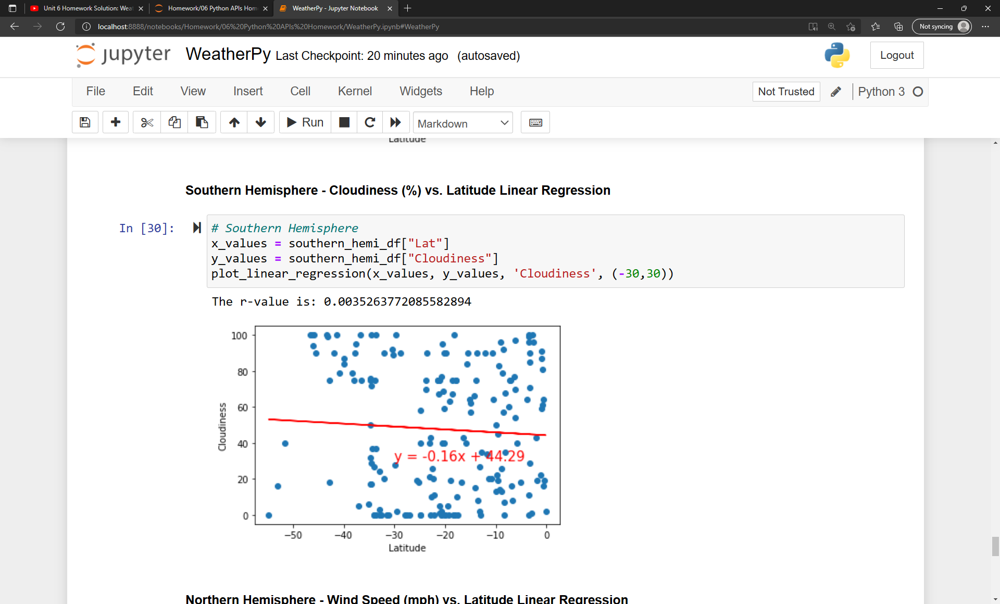 Unit 6 Homework Solution: Wea
Homework/06 Python APIs Hom
WeatherPy - Jupyter Notebook
localhost:8888/notebooks/Homework/06%20Python%20APIs%20Homework/WeatherPy.ipynb#WeatherPy
Not syncing
jupyter WeatherPy Last Checkpoint: 20 minutes ago (autosaved)
Logout
File Edit View Insert Cell Kernel Widgets Help
Not Trusted
Python 3
Run
Markdown
Latitude
Southern Hemisphere - Cloudiness (%) vs. Latitude Linear Regression
In [30]:
# Southern Hemisphere
x_values = southern_hemi_df["Lat"]
y_values = southern_hemi_df["Cloudiness"]
plot_linear_regression(x_values, y_values, 'Cloudiness', (-30,30))
The r-value is: 0.0035263772085582894
100
80
60
40
20
0
Cloudiness
y = -0.16x + 44.29
−50 −40 −30 −20 −10 0
Latitude
Northern Hemisphere - Wind Speed (mph) vs. Latitude Linear Regression